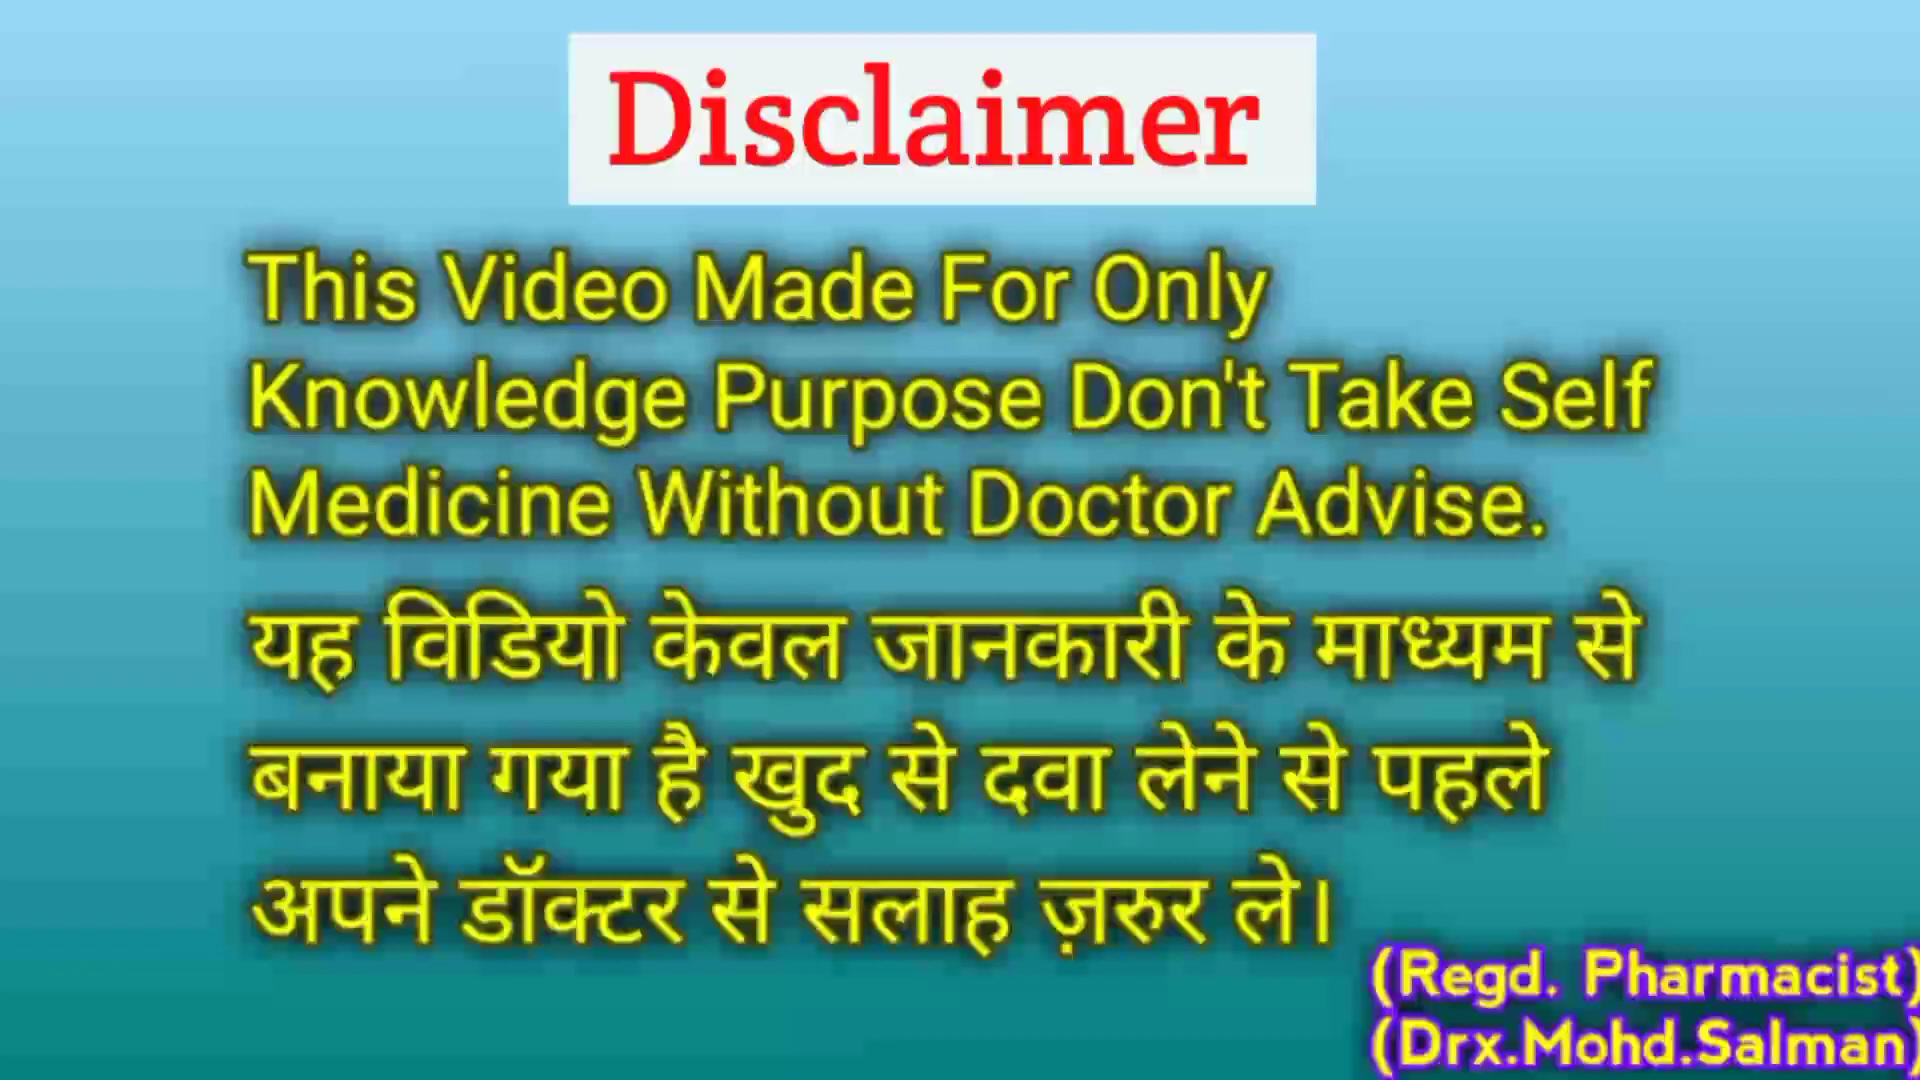 Disclaimer
This Video Made For Only
Knowledge Purpose Don't Take Self
Medicine Without Doctor Advise.
यह विडियो केवल जानकारी के माध्यम से
बनाया गया है खुद से दवा लेने से पहले
अपने डॉक्टर से सलाह ज़रुर ले।
(Regd. Pharmacist)
(Drx.Mohd.Salman)